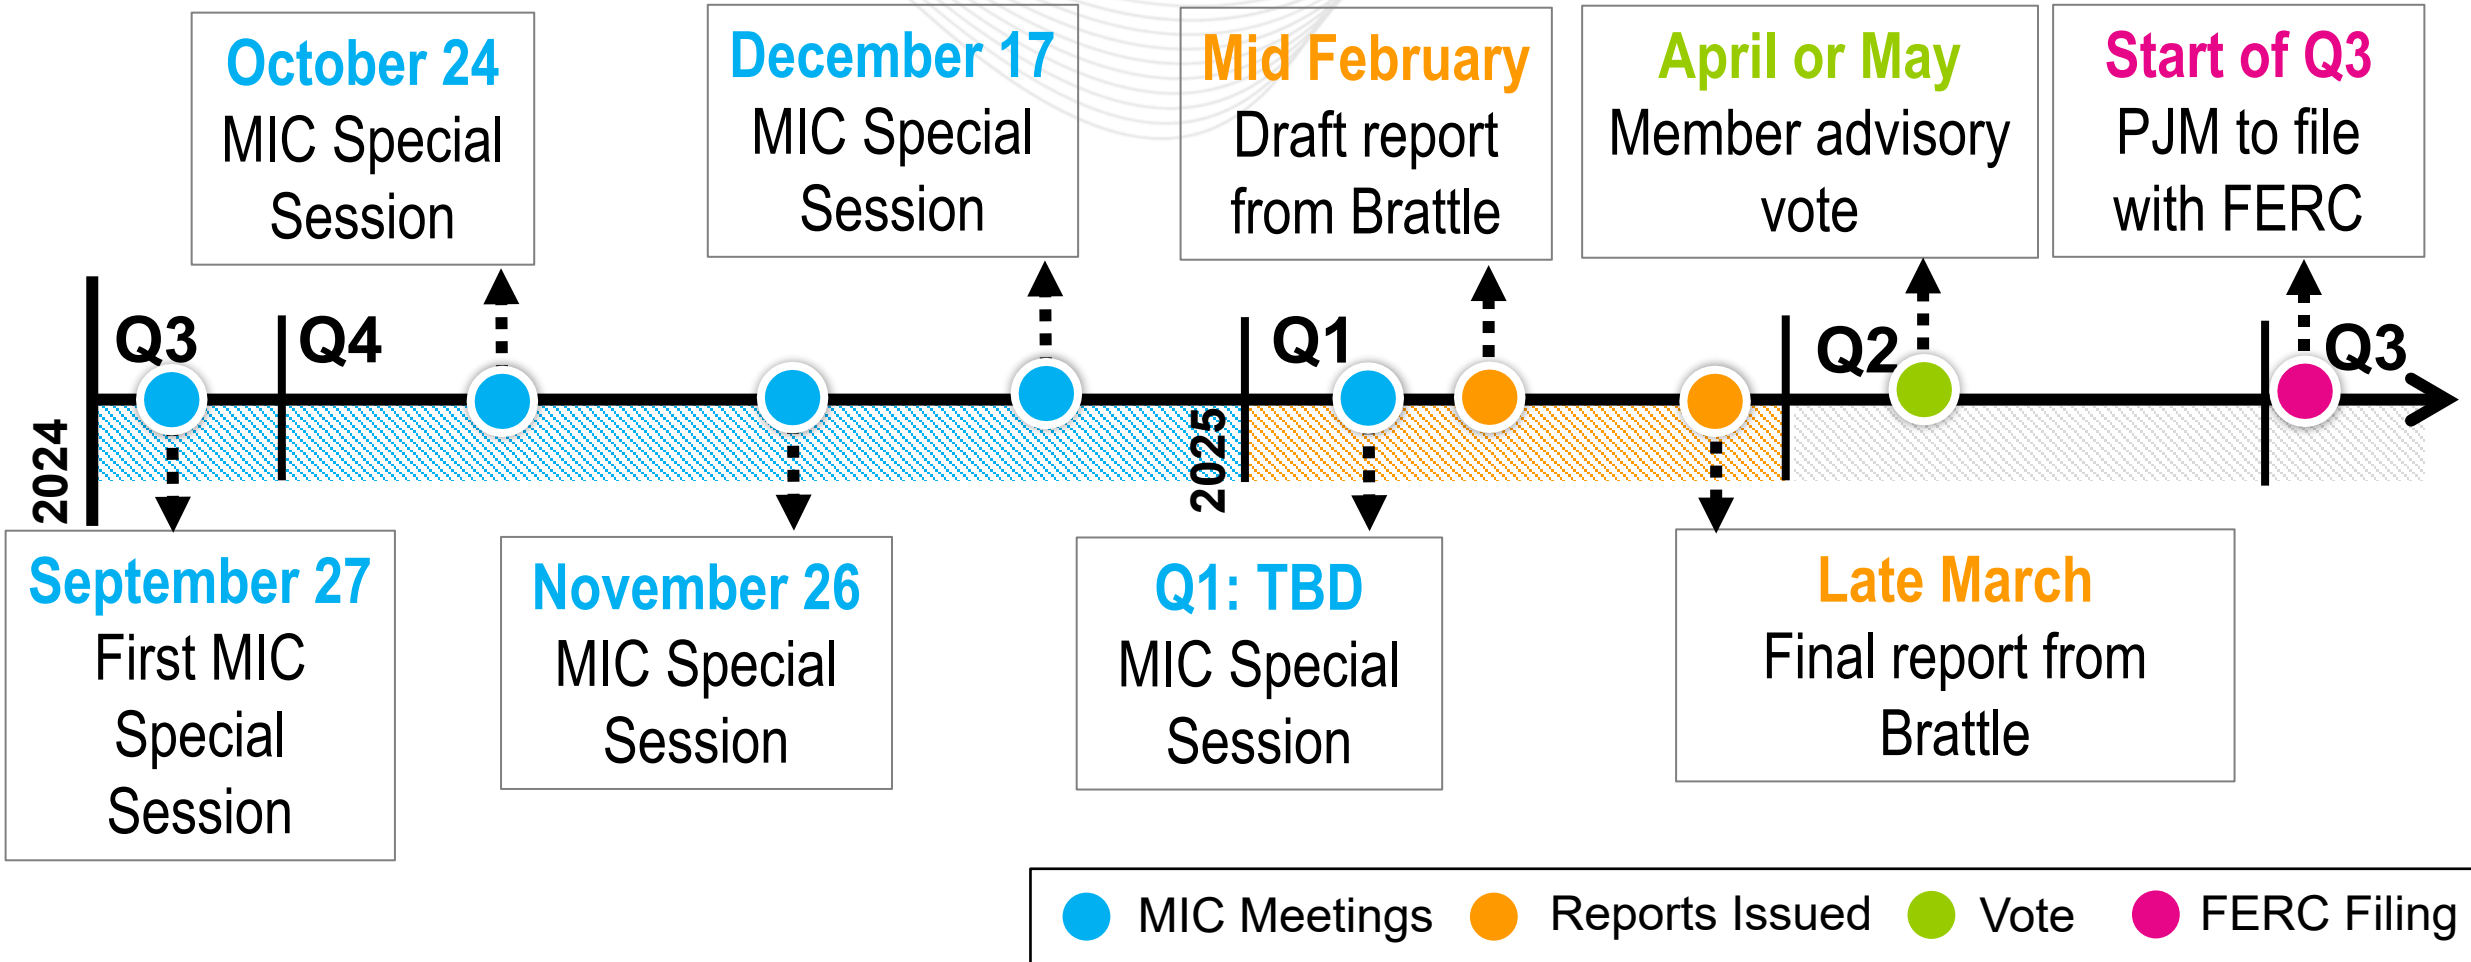 October 24
MIC Special
Session
December 17
MIC Special
Session
Mid February
Draft report
from Brattle
April or May
Member advisory
vote
Start of Q3
PJM to file
with FERC
2024
Q3
Q4
2025
Q1
Q2
Q3
September 27
First MIC
Special
Session
November 26
MIC Special
Session
Q1: TBD
MIC Special
Session
Late March
Final report from
Brattle
MIC Meetings
Reports Issued
Vote
FERC Filing